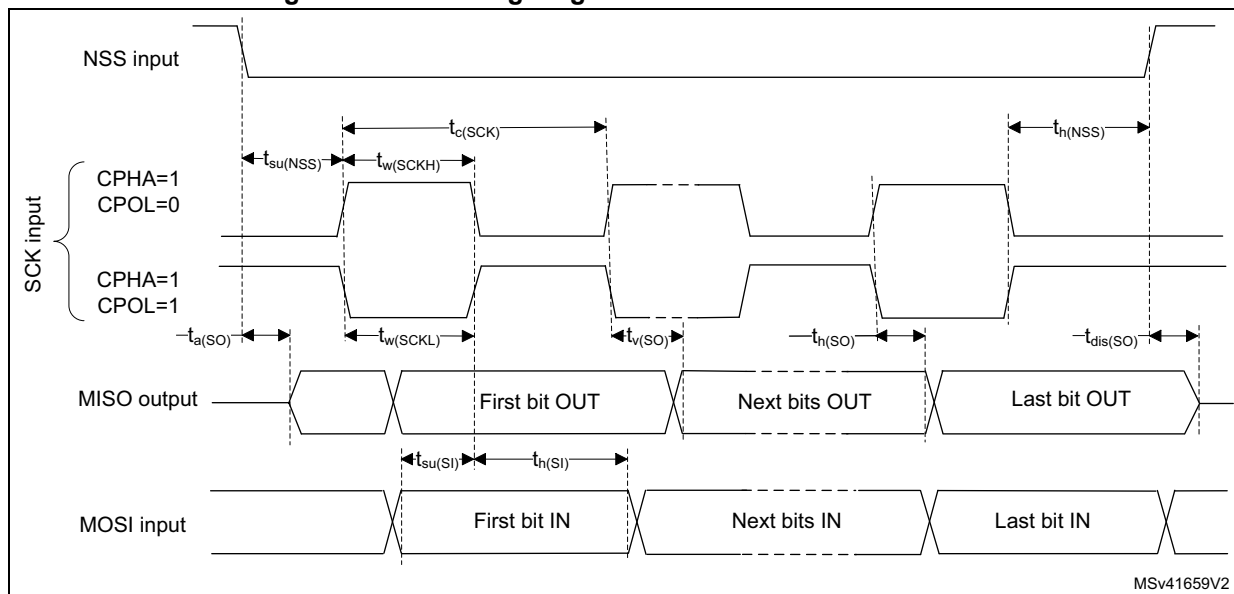 NSS input
tc(SCK)
th(NSS)
tsu(NSS)
tw(SCKH)
CPHA=1
CPOL=0
SCK input
CPHA=1
CPOL=1
ta(SO)
tw(SCKL)
tv(SO)
th(SO)
tdis(SO)
MISO output
First bit OUT
Next bits OUT
Last bit OUT
tsu(SI)
th(SI)
MOSI input
First bit IN
Next bits IN
Last bit IN
MSv41659V2